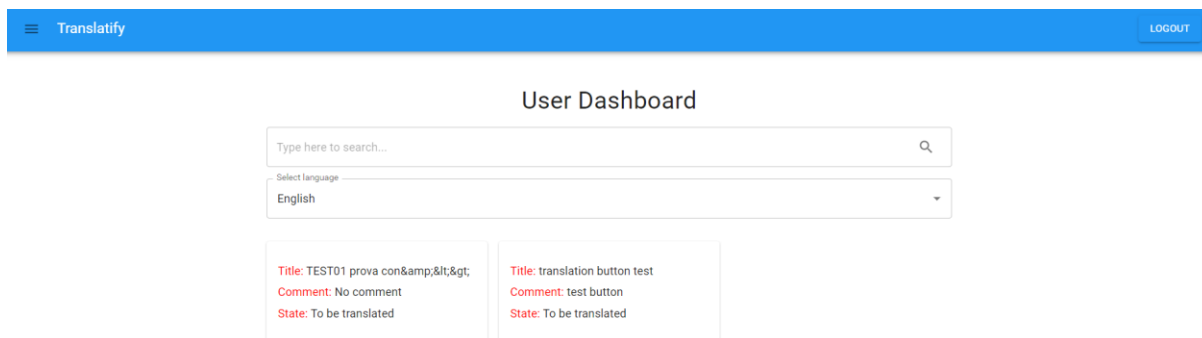 Translatify
LOGOUT
User Dashboard
Type here to search...
Select language
English
Title: TEST01 prova con&amp;&lt;&gt;
Comment: No comment
State: To be translated
Title: translation button test
Comment: test button
State: To be translated